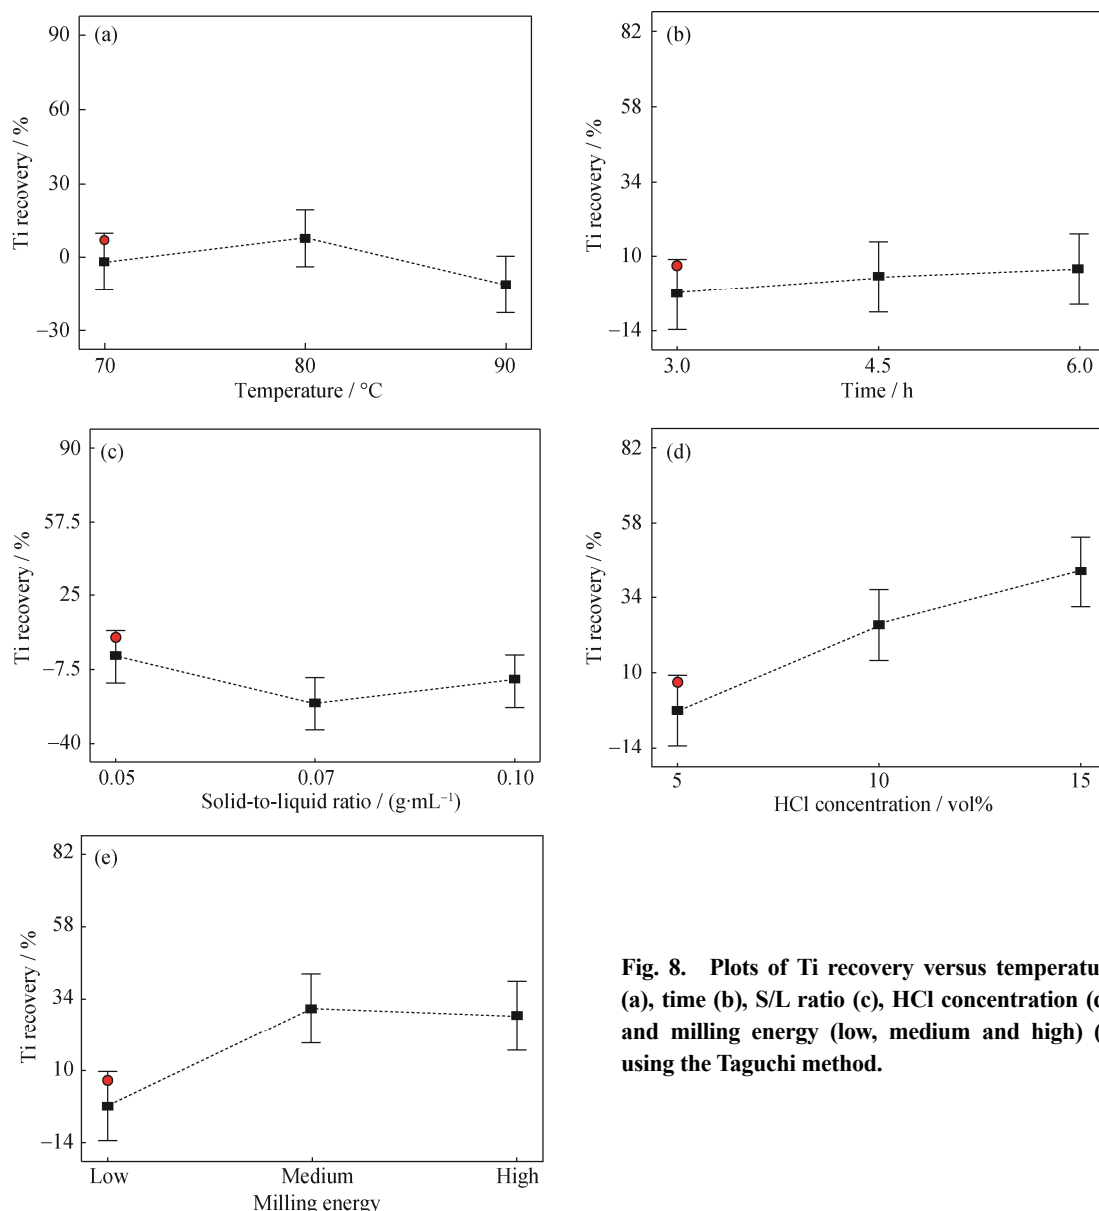 (a)
90
60
30
0
−30
Ti recovery / %
70 80 90
Temperature / °C
(b)
82
58
34
10
−14
Ti recovery / %
3.0 4.5 6.0
Time / h
(c)
90
57.5
25
−7.5
−40
Ti recovery / %
0.05 0.07 0.10
Solid-to-liquid ratio / (g·mL⁻¹)
(d)
82
58
34
10
−14
Ti recovery / %
5 10 15
HCl concentration / vol%
(e)
82
58
34
10
−14
Ti recovery / %
Low Medium High
Milling energy
Fig. 8. Plots of Ti recovery versus
(a), time (b), S/L ratio (c), HCl concentration
and milling energy (low, medium and high)
using the Taguchi method.